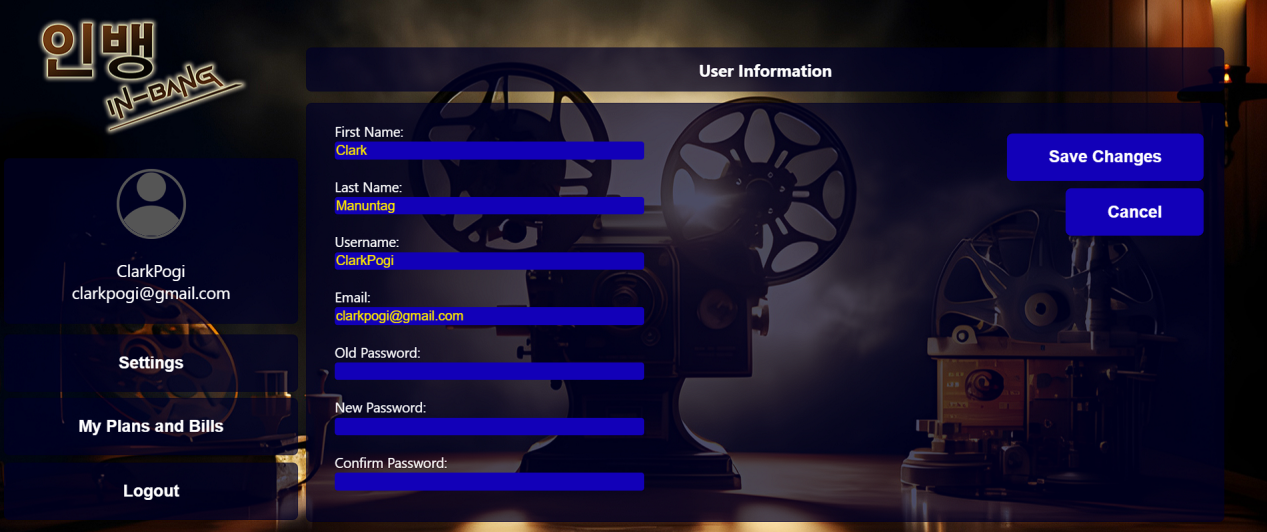 인뱅
IN-BANG
ClarkPogi
clarkpogi@gmail.com
Settings
My Plans and Bills
Logout
User Information
First Name:
Clark
Last Name:
Manuntag
Username:
ClarkPogi
Email:
clarkpogi@gmail.com
Old Password:
New Password:
Confirm Password:
Save Changes
Cancel